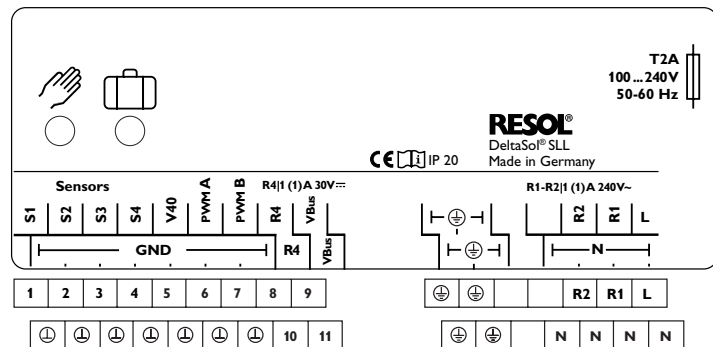 T2A
100 ... 240V
50-60 Hz
RESOL®
DeltaSol® SLL
Made in Germany
CE i IP 20
Sensors
R4|1 (1) A 30V⎓
R1-R2|1 (1) A 240V~
S1 S2 S3 S4 V40 PWM A PWM B R4 VBus R2 R1 L
GND R4 VBus N
1 2 3 4 5 6 7 8 9 R2 R1 L
10 11 N N N N